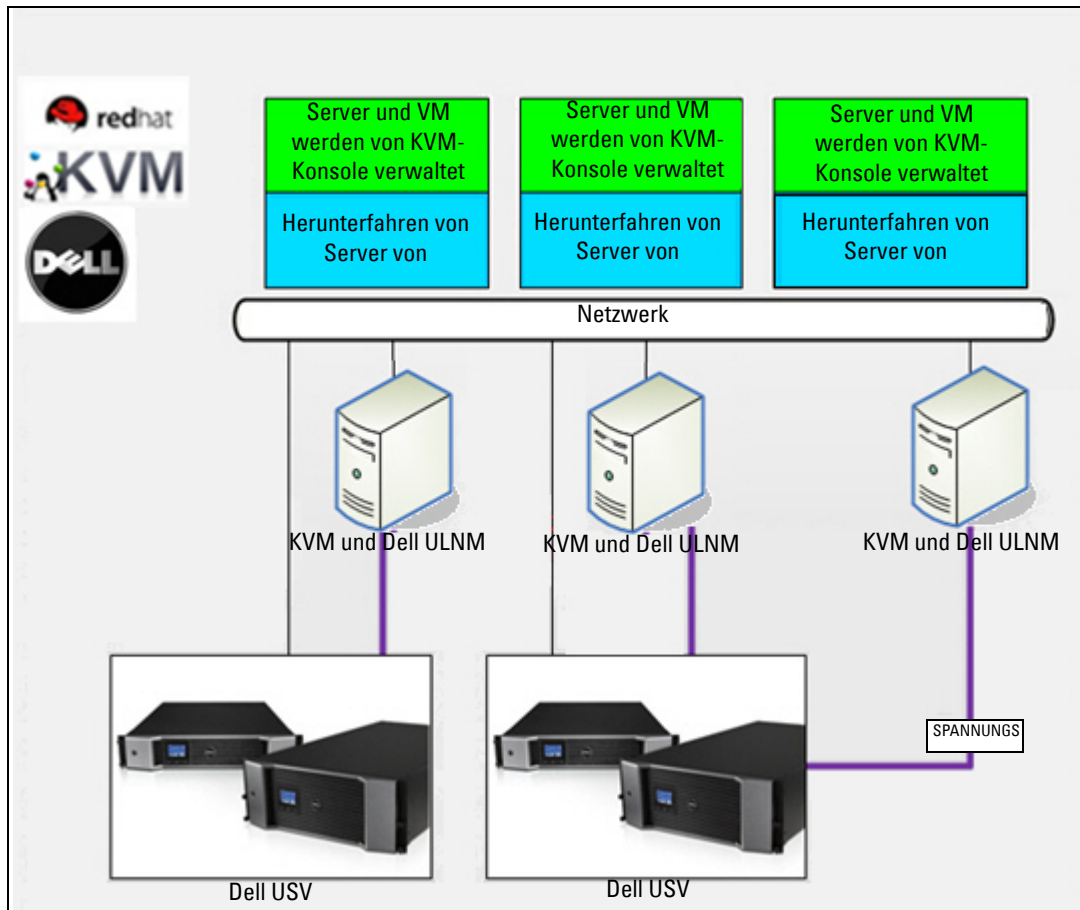 redhat
KVM
DELL
Server und VM
werden von KVM-
Konsole verwaltet
Server und VM
werden von KVM-
Konsole verwaltet
Server und VM
werden von KVM-
Konsole verwaltet
Herunterfahren von
Server von
Herunterfahren von
Server von
Herunterfahren von
Server von
Netzwerk
KVM und Dell ULNM
KVM und Dell ULNM
KVM und Dell ULNM
SPANNUNGS
Dell USV
Dell USV